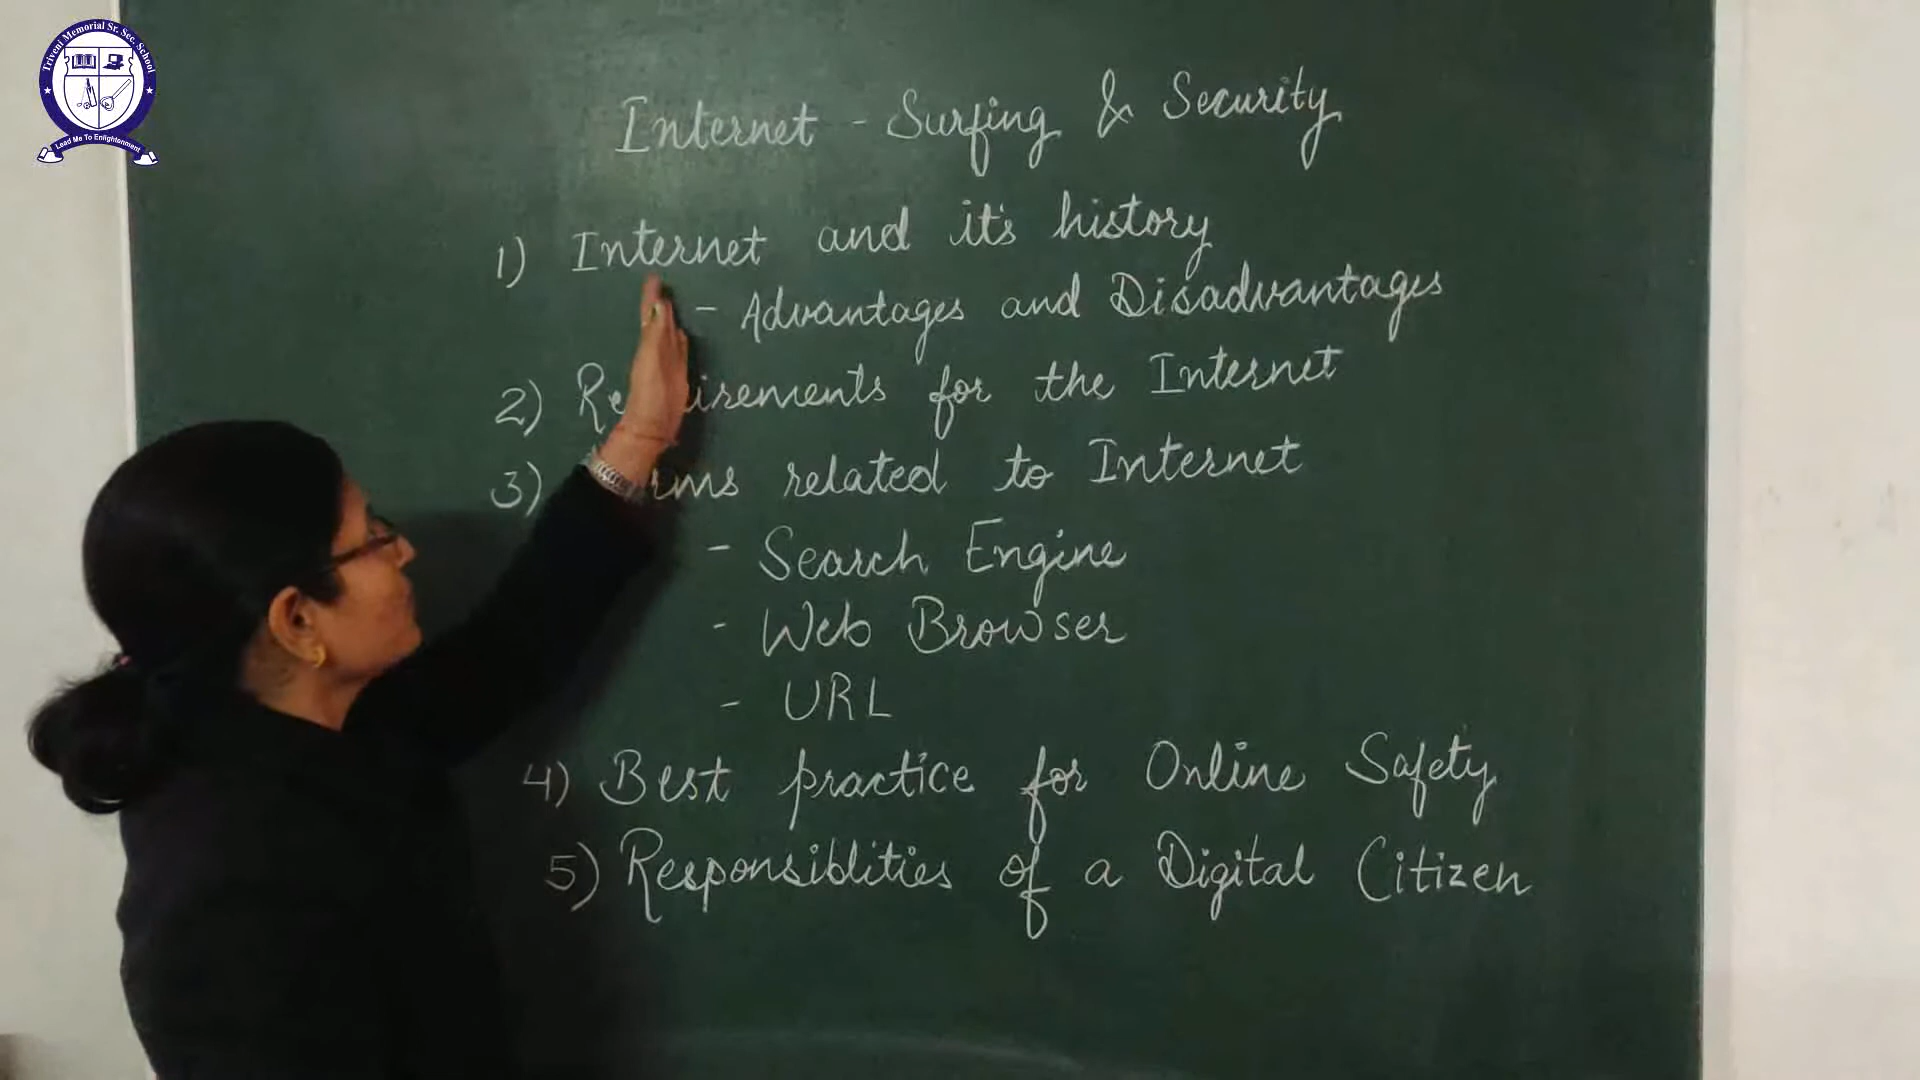 Triveni Memorial Sr. Sec. School
Lead Me To Enlightenment
Internet - Surfing & Security
1) Internet and it's history
- Advantages and Disadvantages
2) Requirements for the Internet
3) Terms related to Internet
- Search Engine
- Web Browser
- URL
4) Best practice for Online Safety
5) Responsiblities of a Digital Citizen